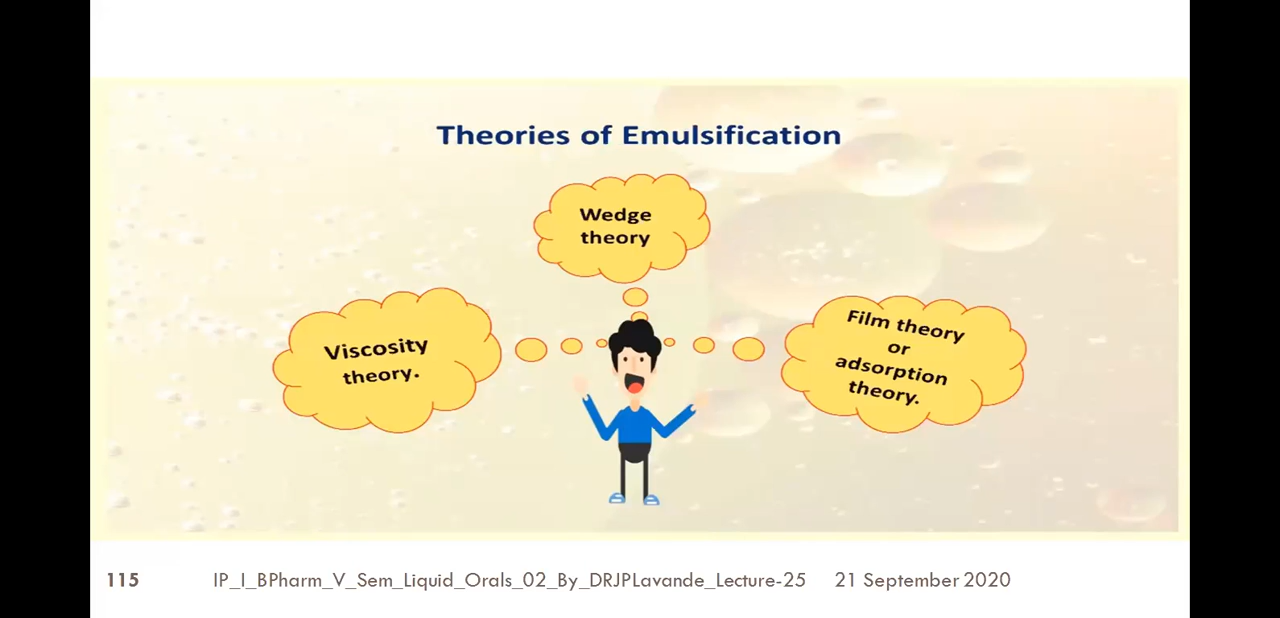 Theories of Emulsification
Wedge
theory
Viscosity
theory.
Film theory
or
adsorption
theory.
115 IP_I_BPharm_V_Sem_Liquid_Orals_02_By_DRJPLavande_Lecture-25 21 September 2020